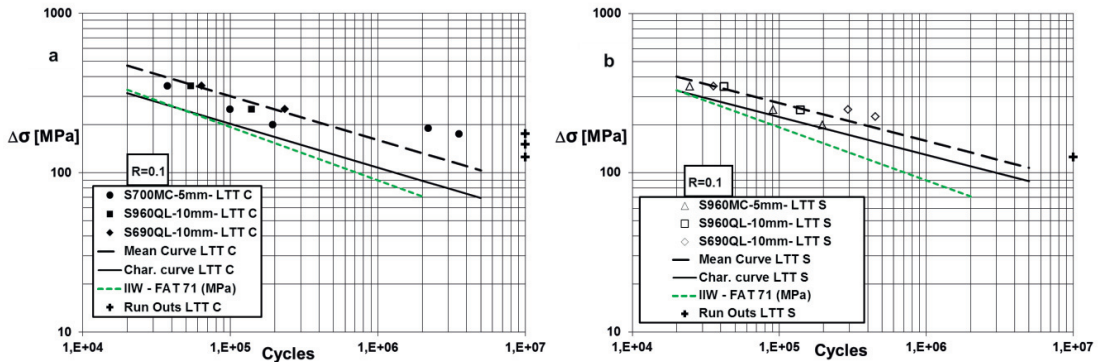 1000
a
Δσ [MPa]
100
R=0.1
S700MC-5mm- LTT C
S960QL-10mm- LTT C
S690QL-10mm- LTT C
Mean Curve LTT C
Char. curve LTT C
IIW - FAT 71 (MPa)
Run Outs LTT C
10
1,E+04
1,E+05
Cycles
1,E+06
1,E+07
1000
b
Δσ [MPa]
100
R=0.1
S960MC-5mm- LTT S
S960QL-10mm- LTT S
S690QL-10mm- LTT S
Mean Curve LTT S
Char. curve LTT S
IIW - FAT 71 (MPa)
Run Outs LTT S
10
1,E+04
1,E+05
Cycles
1,E+06
1,E+07